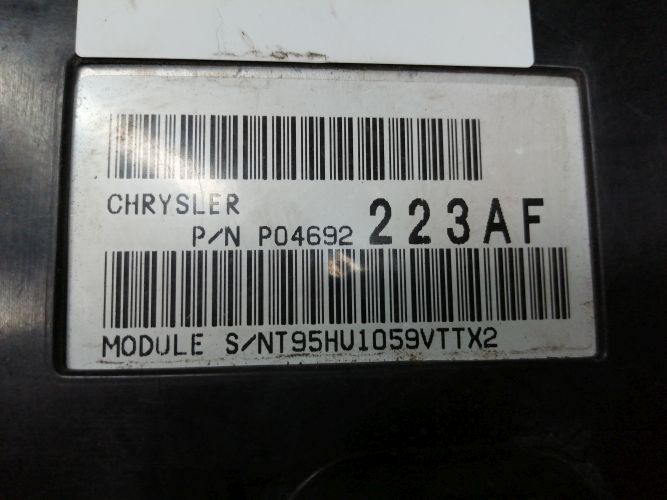 CHRYSLER
P/N P04692 223AF
MODULE S/NT95HU1059VTTX2